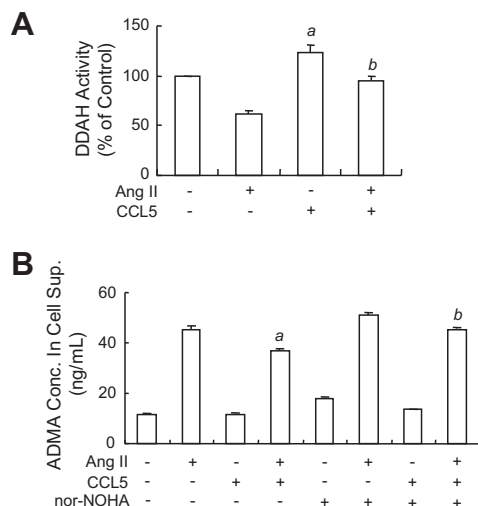 A
DDAH Activity
(% of Control)
150
100
50
0
a
b
Ang II - + - +
CCL5 - - + +
B
ADMA Conc. In Cell Sup.
(ng/mL)
60
40
20
0
a
b
Ang II - + - + - + - +
CCL5 - - + + - - + +
nor-NOHA - - - - + + + +